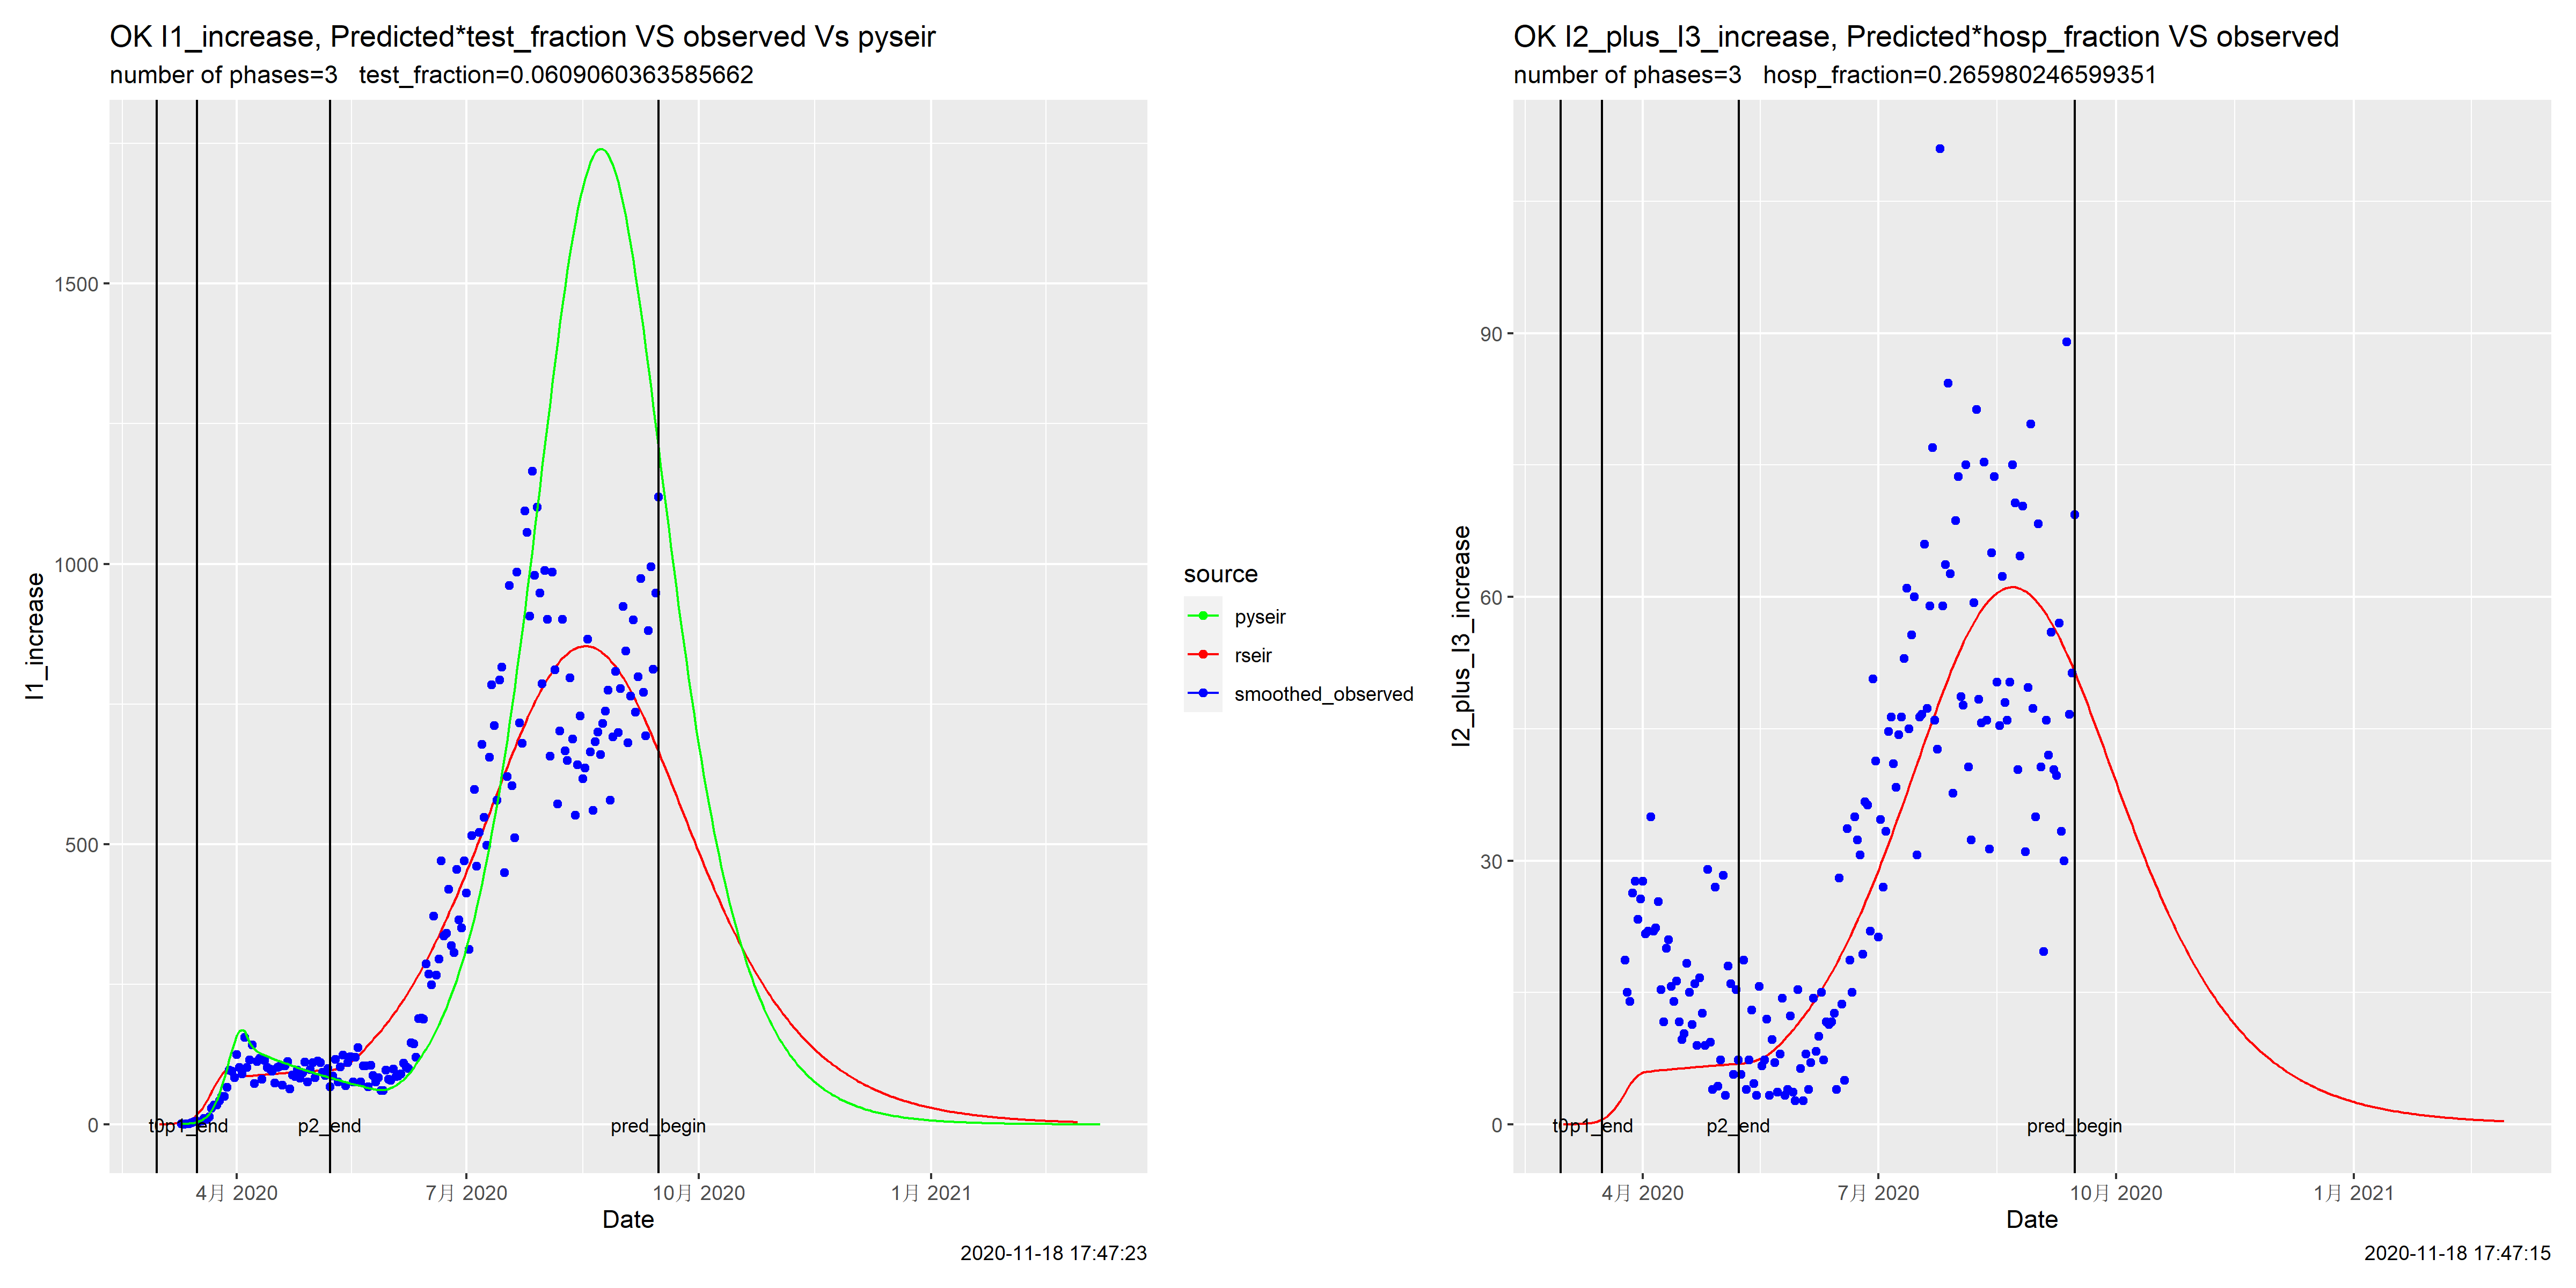 OK I1_increase, Predicted*test_fraction VS observed Vs pyseir
number of phases=3   test_fraction=0.0609060363585662
I1_increase
1500
1000
500
0
t0p1_end
p2_end
pred_begin
4月 2020
7月 2020
10月 2020
1月 2021
Date
2020-11-18 17:47:23
source
pyseir
rseir
smoothed_observed
OK I2_plus_I3_increase, Predicted*hosp_fraction VS observed
number of phases=3   hosp_fraction=0.265980246599351
I2_plus_I3_increase
90
60
30
0
t0p1_end
p2_end
pred_begin
4月 2020
7月 2020
10月 2020
1月 2021
Date
2020-11-18 17:47:15